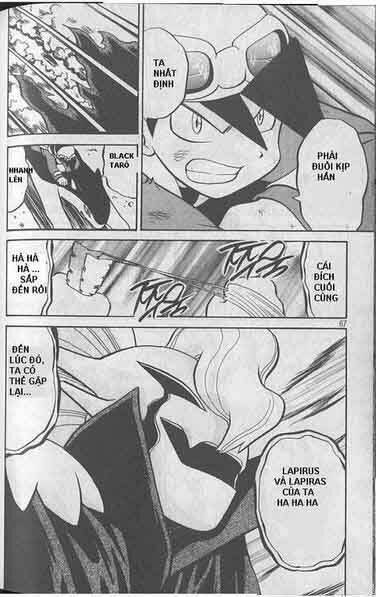 TA
NHẤT
ĐỊNH
PHẢI
ĐUỔI KỊP
HẮN
NHANH
LÊN
BLACK
TARÔ
HÀ HÀ
HÀ ...
SẮP
ĐẾN RỒI
CÁI
ĐÍCH
CUỐI
CÙNG
67
ĐẾN
LÚC ĐÓ,
TA CÓ
THỂ GẶP
LẠI...
LAPIRUS
VÀ LAPIRAS
CỦA TA
HA HA HA